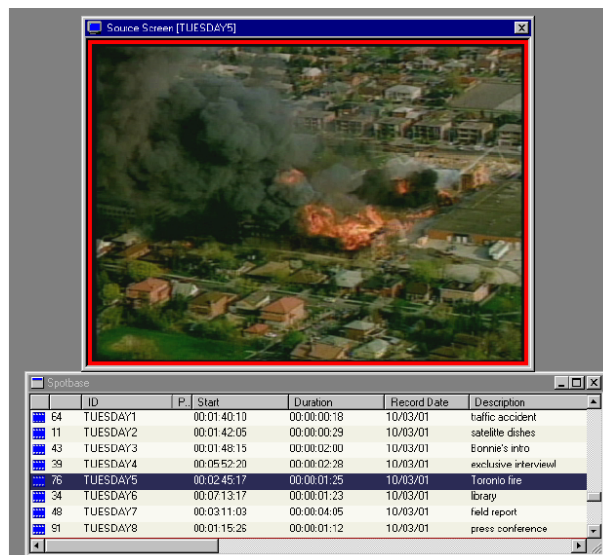 Source Screen [TUESDAY5]
Spotbase
ID P.. Start Duration Record Date Description
64 TUESDAY1 00:01:40:10 00:00:00:18 10/03/01 traffic accident
11 TUESDAY2 00:01:42:05 00:00:00:29 10/03/01 satelitte dishes
43 TUESDAY3 00:01:48:15 00:00:02:00 10/03/01 Bonnie's intro
39 TUESDAY4 00:05:52:20 00:00:02:28 10/03/01 exclusive interviewl
76 TUESDAY5 00:02:45:17 00:00:01:25 10/03/01 Toronto fire
34 TUESDAY6 00:07:13:17 00:00:01:23 10/03/01 library
48 TUESDAY7 00:03:11:03 00:00:04:05 10/03/01 field report
91 TUESDAY8 00:01:15:26 00:00:01:12 10/03/01 press conference